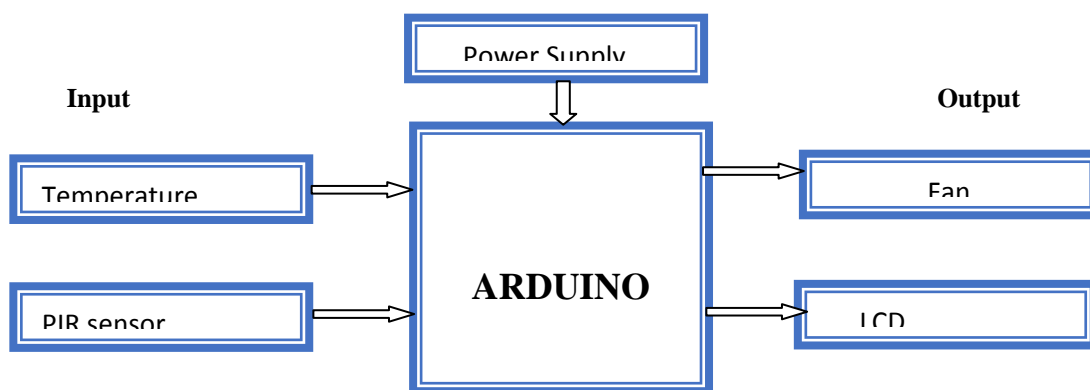 Power Supply
Input
Output
Temperature
Fan
ARDUINO
PIR sensor
LCD